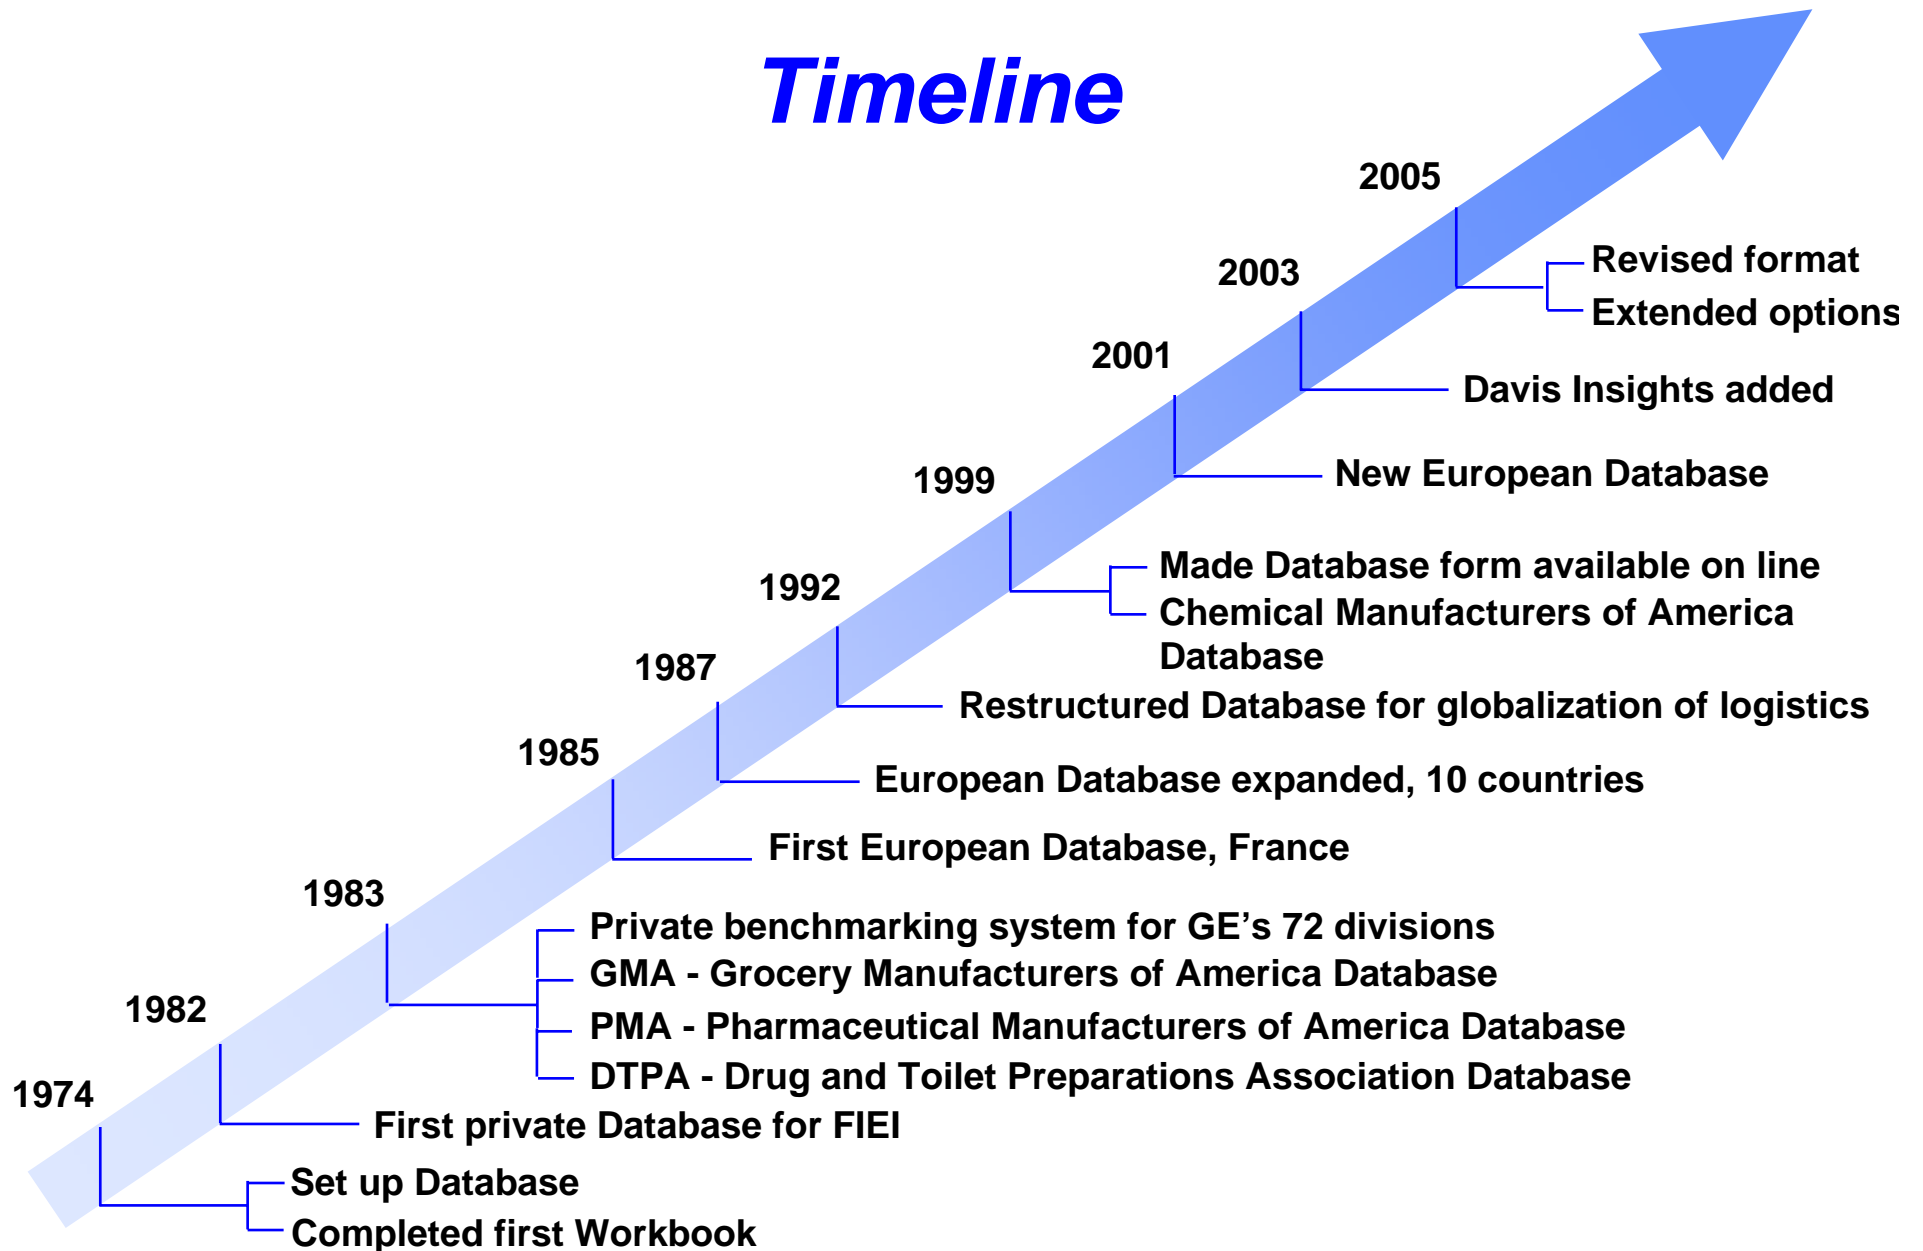 Timeline
2005
Revised format
Extended options
2003
Davis Insights added
2001
New European Database
1999
Made Database form available on line
Chemical Manufacturers of America
Database
1992
Restructured Database for globalization of logistics
1987
European Database expanded, 10 countries
1985
First European Database, France
1983
Private benchmarking system for GE’s 72 divisions
GMA - Grocery Manufacturers of America Database
PMA - Pharmaceutical Manufacturers of America Database
DTPA - Drug and Toilet Preparations Association Database
1982
First private Database for FIEI
1974
Set up Database
Completed first Workbook